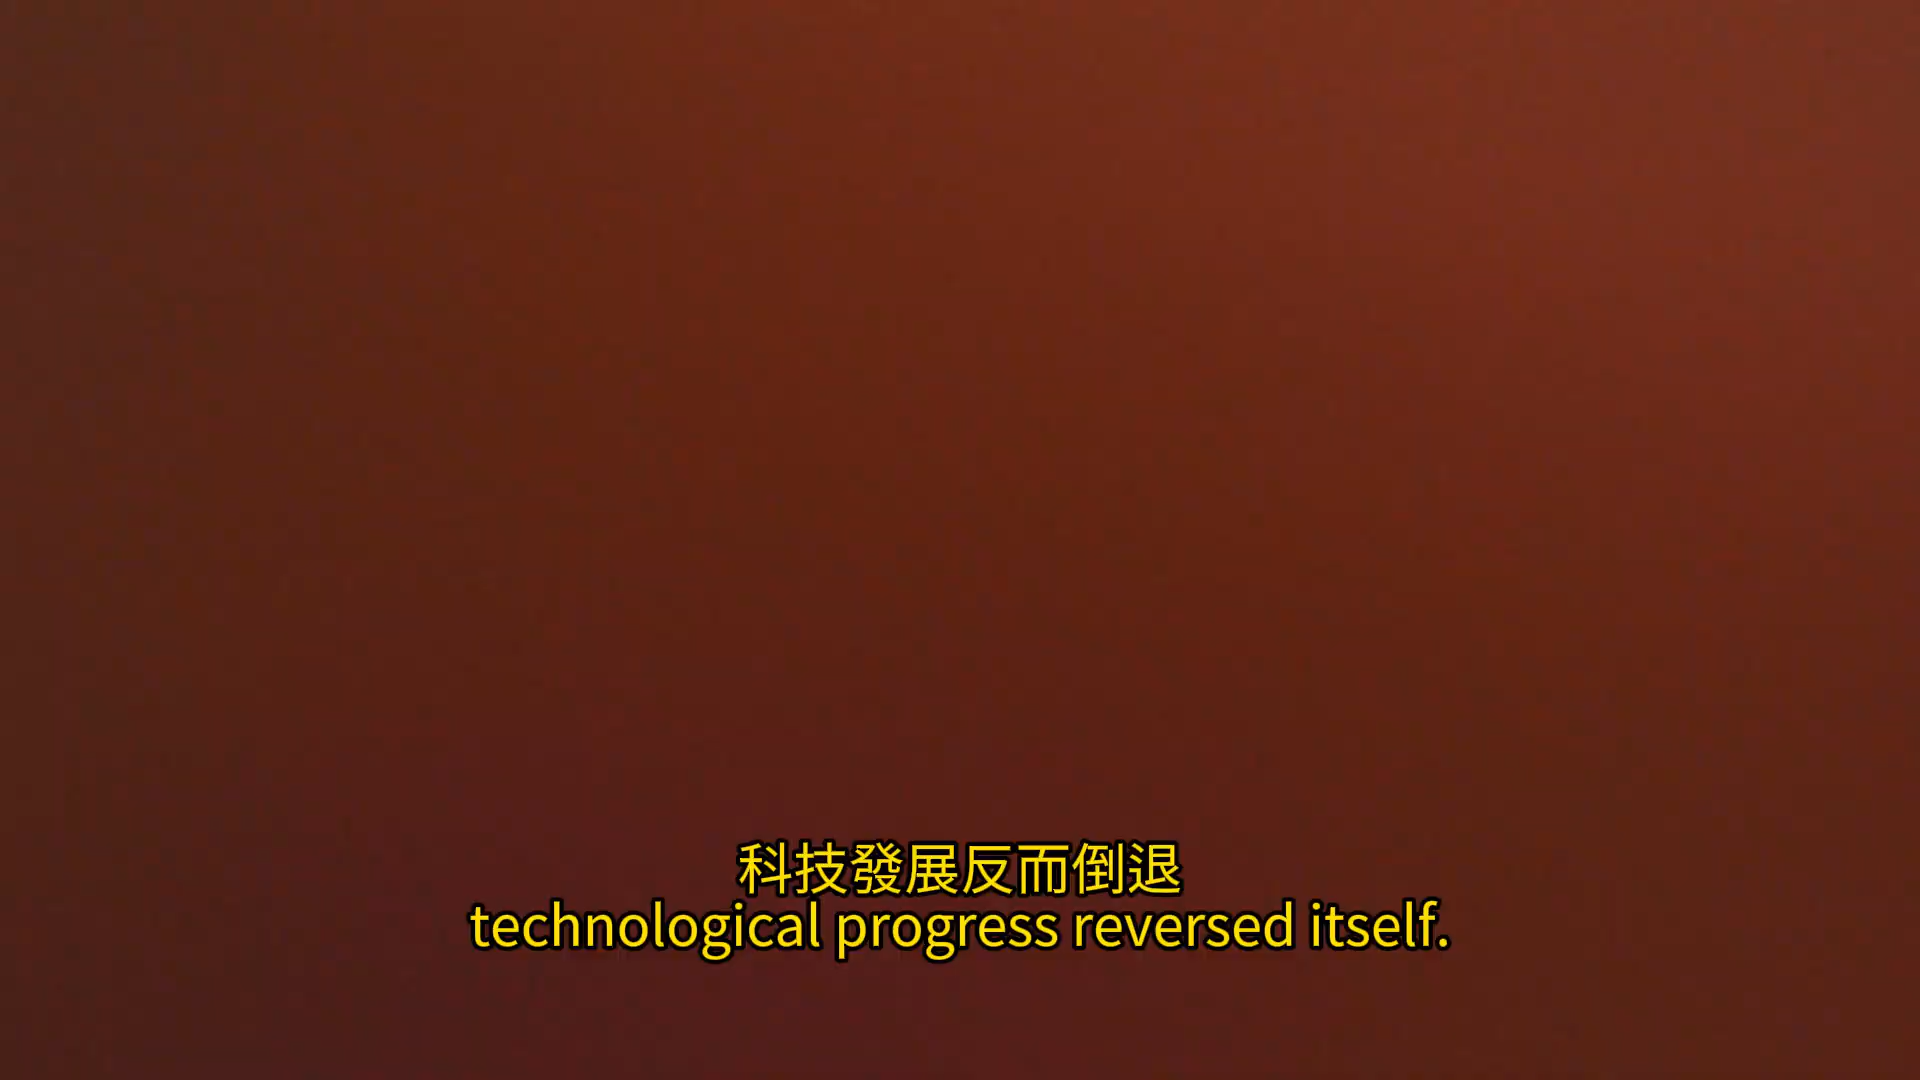 科技發展反而倒退
technological progress reversed itself.